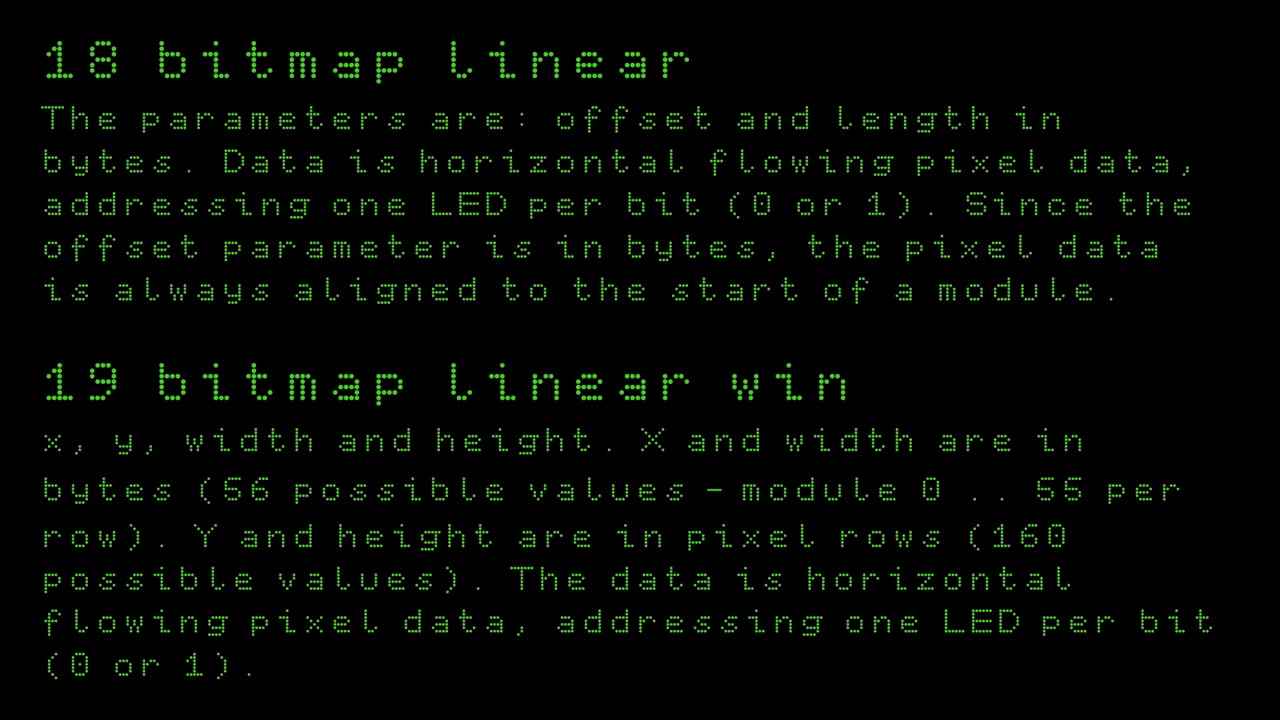 18 bitmap linear
The parameters are: offset and length in
bytes. Data is horizontal flowing pixel data,
addressing one LED per bit (0 or 1). Since the
offset parameter is in bytes, the pixel data
is always aligned to the start of a module.
19 bitmap linear win
x, y, width and height. X and width are in
bytes (56 possible values – module 0 .. 55 per
row). Y and height are in pixel rows (160
possible values). The data is horizontal
flowing pixel data, addressing one LED per bit
(0 or 1).